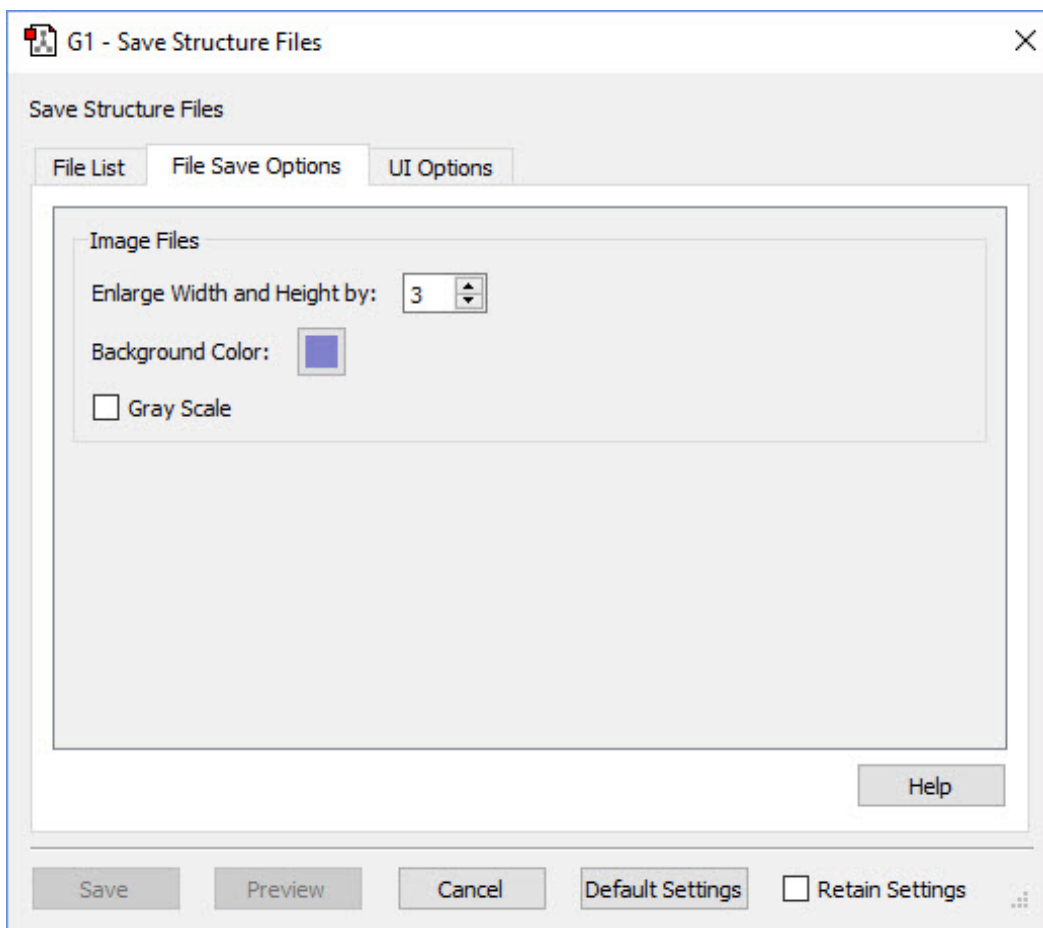 G1 - Save Structure Files
Save Structure Files
File List File Save Options UI Options
Image Files
Enlarge Width and Height by: 3
Background Color:
Gray Scale
Help
Save Preview Cancel Default Settings Retain Settings